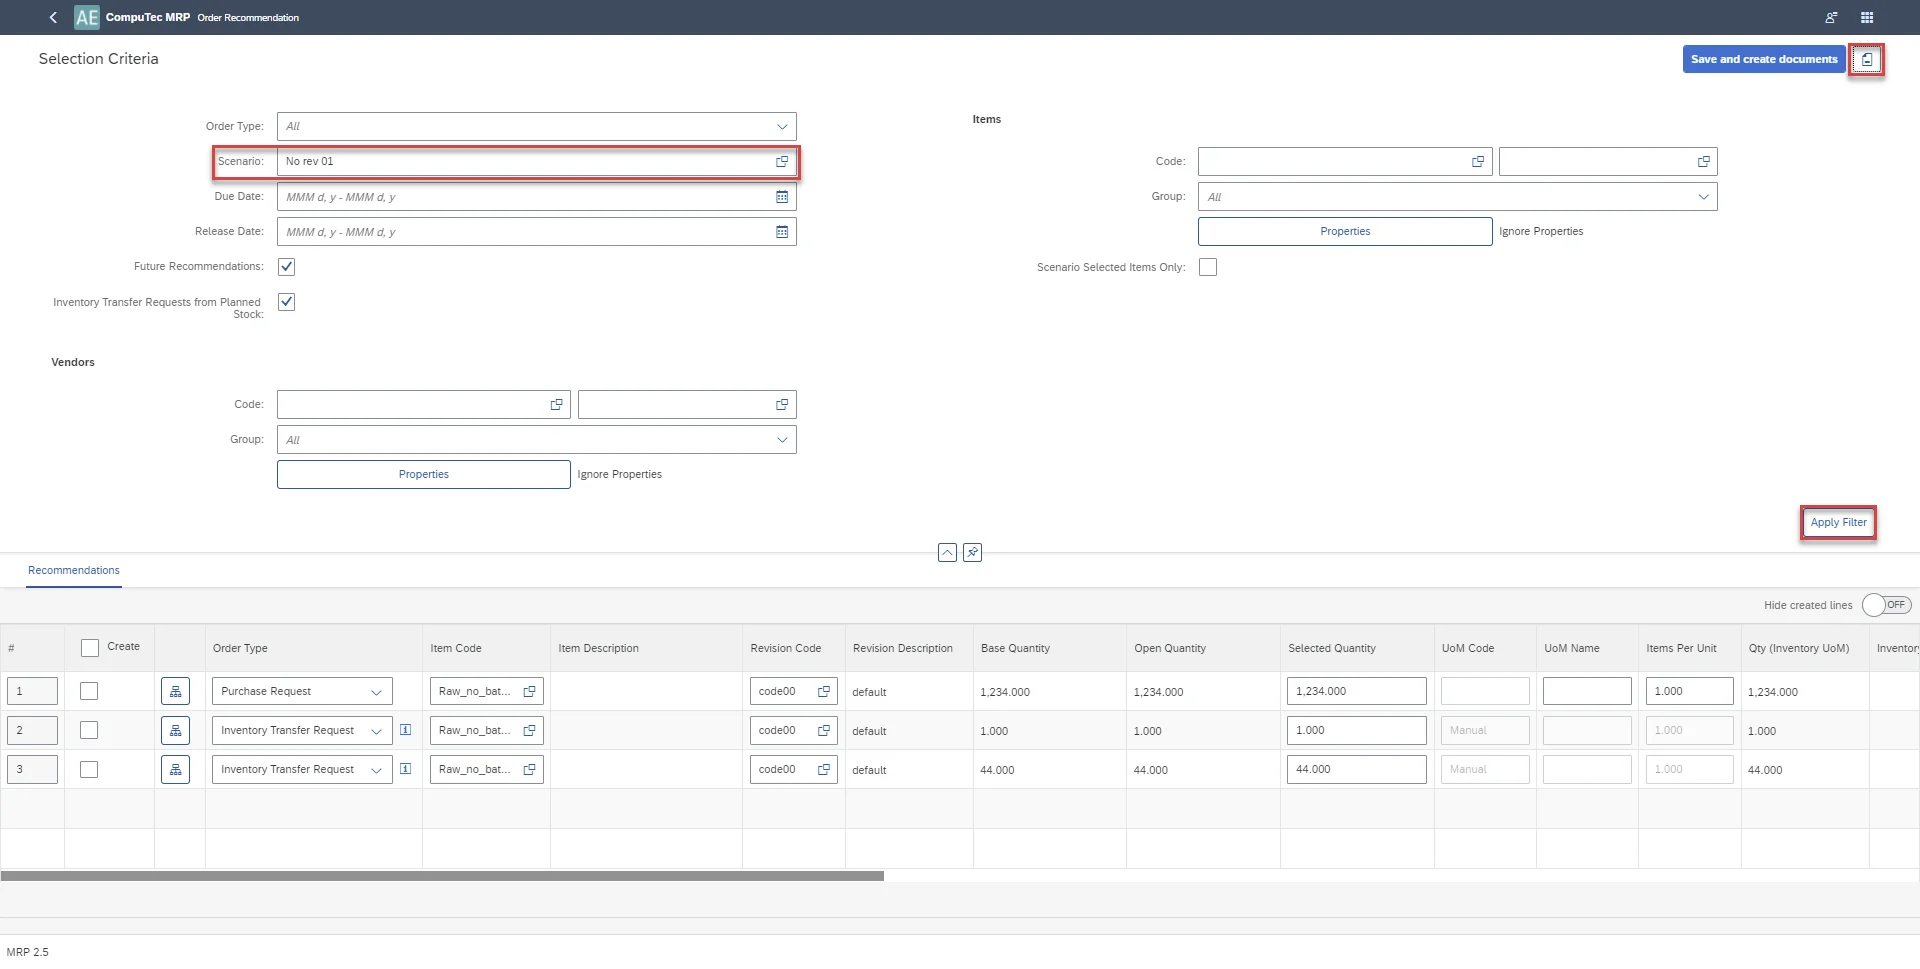 AE CompuTec MRP Order Recommendation
Selection Criteria
Save and create documents
Order Type: All
Scenario: No rev 01
Due Date: MMM d, y - MMM d, y
Release Date: MMM d, y - MMM d, y
Future Recommendations:
Inventory Transfer Requests from Planned
Stock:
Items
Code:
Group: All
Properties Ignore Properties
Scenario Selected Items Only:
Vendors
Code:
Group: All
Properties Ignore Properties
Apply Filter
Recommendations
Hide created lines OFF
# Create Order Type Item Code Item Description Revision Code Revision Description Base Quantity Open Quantity Selected Quantity UoM Code UoM Name Items Per Unit Qty (Inventory UoM) Inventory
1 Purchase Request Raw_no_bat... code00 default 1,234.000 1,234.000 1,234.000 1.000 1,234.000
2 Inventory Transfer Request Raw_no_bat... code00 default 1.000 1.000 1.000 Manual 1.000 1.000
3 Inventory Transfer Request Raw_no_bat... code00 default 44.000 44.000 44.000 Manual 1.000 44.000
MRP 2.5